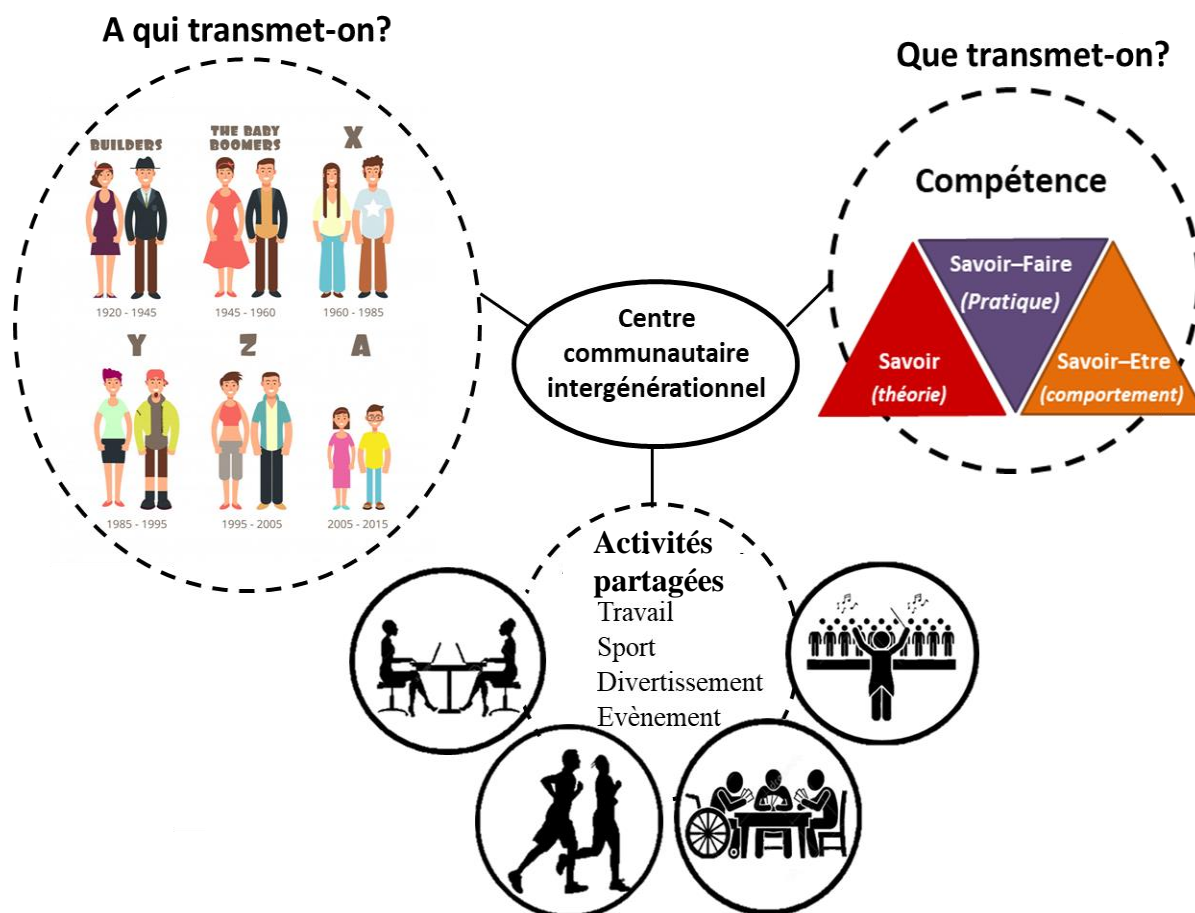 A qui transmet-on?
BUILDERS
THE BABY
BOOMERS
X
1920 - 1945
1945 - 1960
1960 - 1985
Y
Z
A
1985 - 1995
1995 - 2005
2005 - 2015
Que transmet-on?
Compétence
Savoir–Faire
(Pratique)
Savoir
(théorie)
Savoir–Etre
(comportement)
Centre
communautaire
intergénérationnel
Activités
partagées
Travail
Sport
Divertissement
Evènement